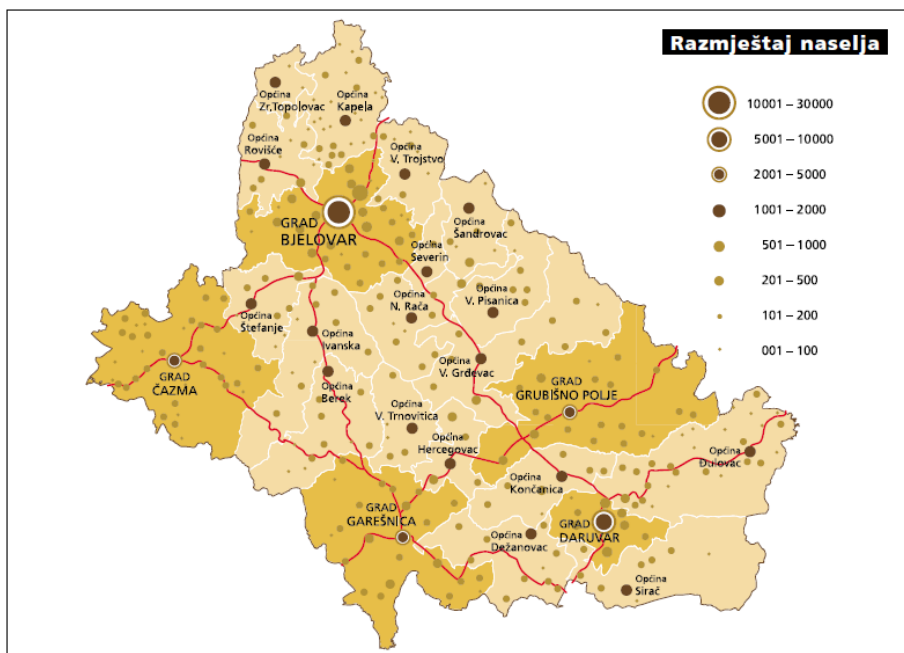 Razmještaj naselja
10001 – 30000
5001 – 10000
2001 – 5000
1001 – 2000
501 – 1000
201 – 500
101 – 200
001 – 100
Općina
Zr.Topolovac
Općina
Kapela
Općina
Rovišće
Općina
V. Trojstvo
GRAD
BJELOVAR
Općina
Šandrovac
Općina
Severin
Općina
V. Pisanica
Općina
N. Rača
Općina
Štefanje
Općina
Ivanska
GRAD
ČAZMA
Općina
Berek
Općina
V. Grđevac
GRAD
GRUBIŠNO POLJE
Općina
V. Trnovitica
Općina
Hercegovac
Općina
Đulovac
Općina
Končanica
GRAD
GAREŠNICA
Općina
Dežanovac
GRAD
DARUVAR
Općina
Sirač